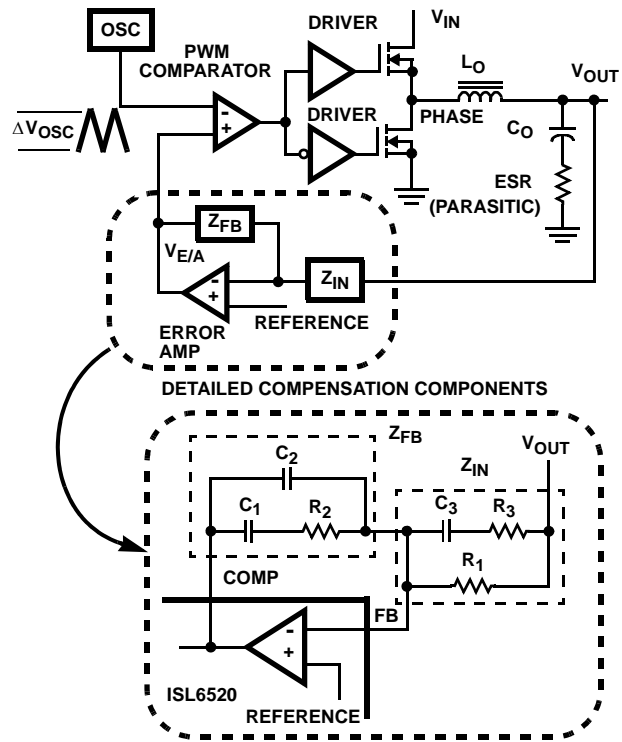 OSC
DRIVER
V_IN
PWM
COMPARATOR
L_O
V_OUT
DRIVER
ΔV_OSC
-
+
PHASE
C_O
ESR
(PARASITIC)
Z_FB
V_E/A
-
+
Z_IN
REFERENCE
ERROR
AMP
DETAILED COMPENSATION COMPONENTS
Z_FB
V_OUT
C_2
Z_IN
C_1
R_2
C_3
R_3
R_1
COMP
FB
-
+
ISL6520
REFERENCE